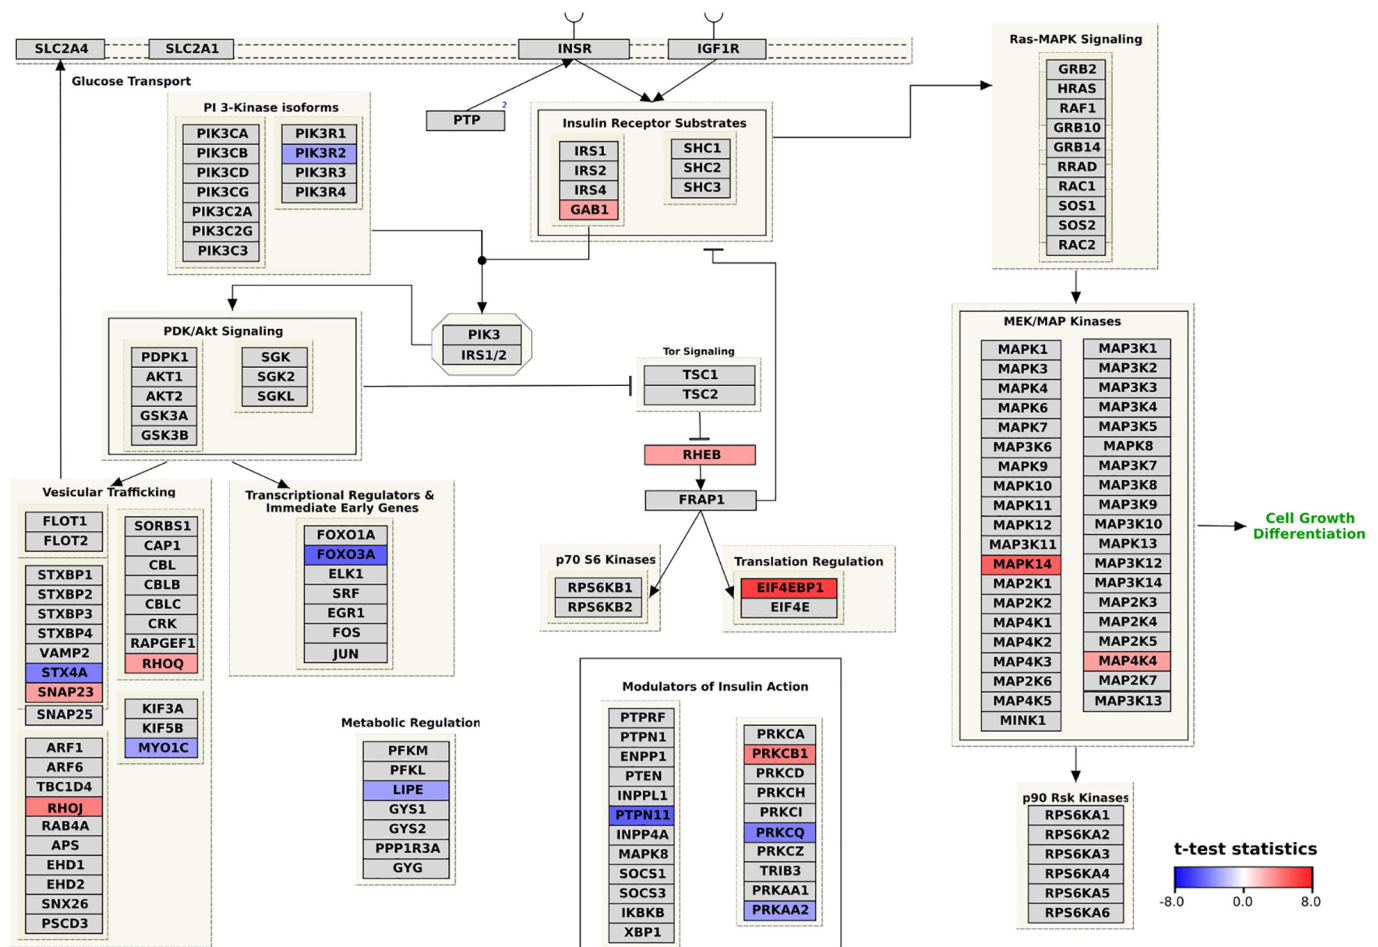 SLC2A4
SLC2A1
INSR
IGF1R
Glucose Transport
PTP
2
PI 3-Kinase isoforms
PIK3CA
PIK3CB
PIK3CD
PIK3CG
PIK3C2A
PIK3C2G
PIK3C3
PIK3R1
PIK3R2
PIK3R3
PIK3R4
Insulin Receptor Substrates
IRS1
IRS2
IRS4
GAB1
SHC1
SHC2
SHC3
Ras-MAPK Signaling
GRB2
HRAS
RAF1
GRB10
GRB14
RRAD
RAC1
SOS1
SOS2
RAC2
PIK3
IRS1/2
PDK/Akt Signaling
PDPK1
AKT1
AKT2
GSK3A
GSK3B
SGK
SGK2
SGKL
Tor Signaling
TSC1
TSC2
RHEB
FRAP1
MEK/MAP Kinases
MAPK1
MAPK3
MAPK4
MAPK6
MAPK7
MAP3K6
MAPK9
MAPK10
MAPK11
MAPK12
MAP3K11
MAPK14
MAP2K1
MAP2K2
MAP4K1
MAP4K2
MAP4K3
MAP2K6
MAP4K5
MINK1
MAP3K1
MAP3K2
MAP3K3
MAP3K4
MAP3K5
MAPK8
MAP3K7
MAP3K8
MAP3K9
MAP3K10
MAPK13
MAP3K12
MAP3K14
MAP2K3
MAP2K4
MAP2K5
MAP4K4
MAP2K7
MAP3K13
Cell Growth
Differentiation
Vesicular Trafficking
FLOT1
FLOT2
STXBP1
STXBP2
STXBP3
STXBP4
VAMP2
STX4A
SNAP23
SNAP25
ARF1
ARF6
TBC1D4
RHOJ
RAB4A
APS
EHD1
EHD2
SNX26
PSCD3
SORBS1
CAP1
CBL
CBLB
CBLC
CRK
RAPGEF1
RHOQ
KIF3A
KIF5B
MYO1C
Transcriptional Regulators &
Immediate Early Genes
FOXO1A
FOXO3A
ELK1
SRF
EGR1
FOS
JUN
p70 S6 Kinases
RPS6KB1
RPS6KB2
Translation Regulation
EIF4EBP1
EIF4E
Metabolic Regulation
PFKM
PFKL
LIPE
GYS1
GYS2
PPP1R3A
GYG
Modulators of Insulin Action
PTPRF
PTPN1
ENPP1
PTEN
INPPL1
PTPN11
INPP4A
MAPK8
SOCS1
SOCS3
IKBKB
XBP1
PRKCA
PRKCB1
PRKCD
PRKCH
PRKCI
PRKCQ
PRKCZ
TRIB3
PRKAA1
PRKAA2
p90 Rsk Kinases
RPS6KA1
RPS6KA2
RPS6KA3
RPS6KA4
RPS6KA5
RPS6KA6
t-test statistics
-8.0 0.0 8.0